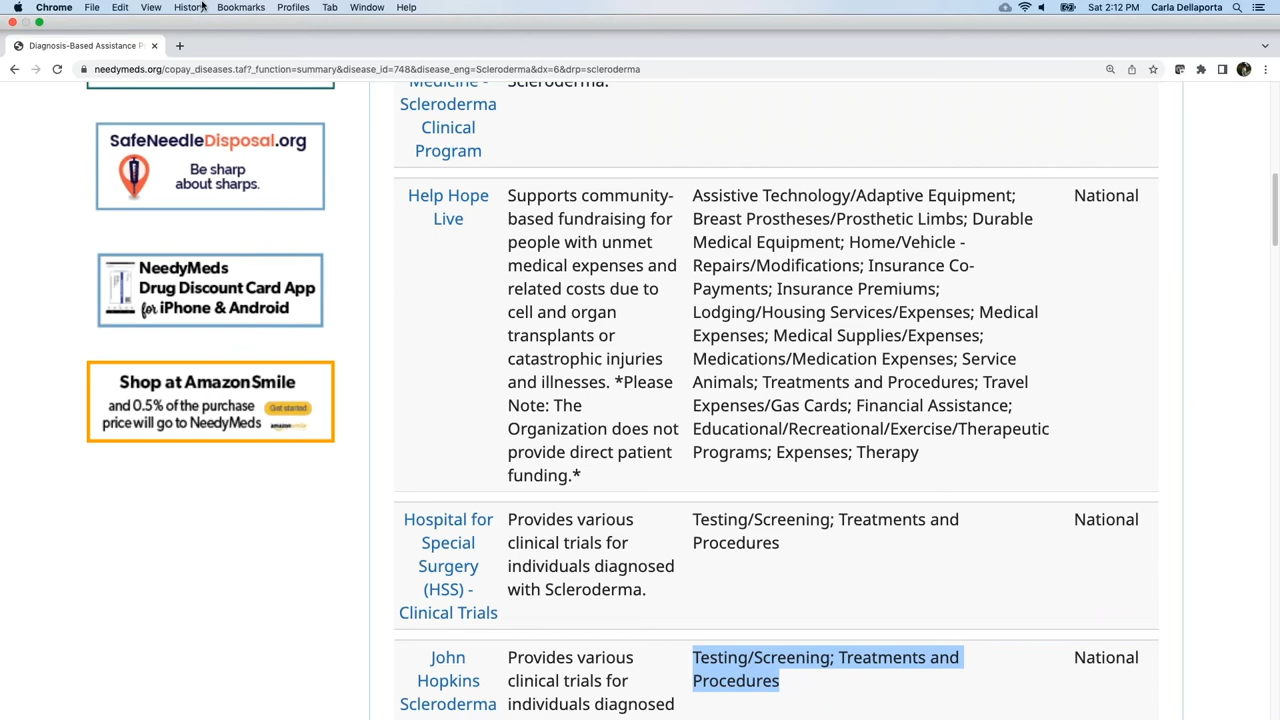 Chrome File Edit View History Bookmarks Profiles Tab Window Help Sat 2:12 PM Carla Dellaporta
Diagnosis-Based Assistance P
needymeds.org/copay_diseases.taf?_function=summary&disease_id=748&disease_eng=Scleroderma&dx=6&drp=scleroderma
SafeNeedleDisposal.org
Be sharp
about sharps.
NeedyMeds
Drug Discount Card App
for iPhone & Android
Shop at AmazonSmile
and 0.5% of the purchase
price will go to NeedyMeds
Get started
amazonsmile
Medicine -
Scleroderma
Clinical
Program
Scleroderma.
Help Hope
Live
Supports community-
based fundraising for
people with unmet
medical expenses and
related costs due to
cell and organ
transplants or
catastrophic injuries
and illnesses. *Please
Note: The
Organization does not
provide direct patient
funding.*
Assistive Technology/Adaptive Equipment;
Breast Prostheses/Prosthetic Limbs; Durable
Medical Equipment; Home/Vehicle -
Repairs/Modifications; Insurance Co-
Payments; Insurance Premiums;
Lodging/Housing Services/Expenses; Medical
Expenses; Medical Supplies/Expenses;
Medications/Medication Expenses; Service
Animals; Treatments and Procedures; Travel
Expenses/Gas Cards; Financial Assistance;
Educational/Recreational/Exercise/Therapeutic
Programs; Expenses; Therapy
National
Hospital for
Special
Surgery
(HSS) -
Clinical Trials
Provides various
clinical trials for
individuals diagnosed
with Scleroderma.
Testing/Screening; Treatments and
Procedures
National
John
Hopkins
Scleroderma
Provides various
clinical trials for
individuals diagnosed
Testing/Screening; Treatments and
Procedures
National